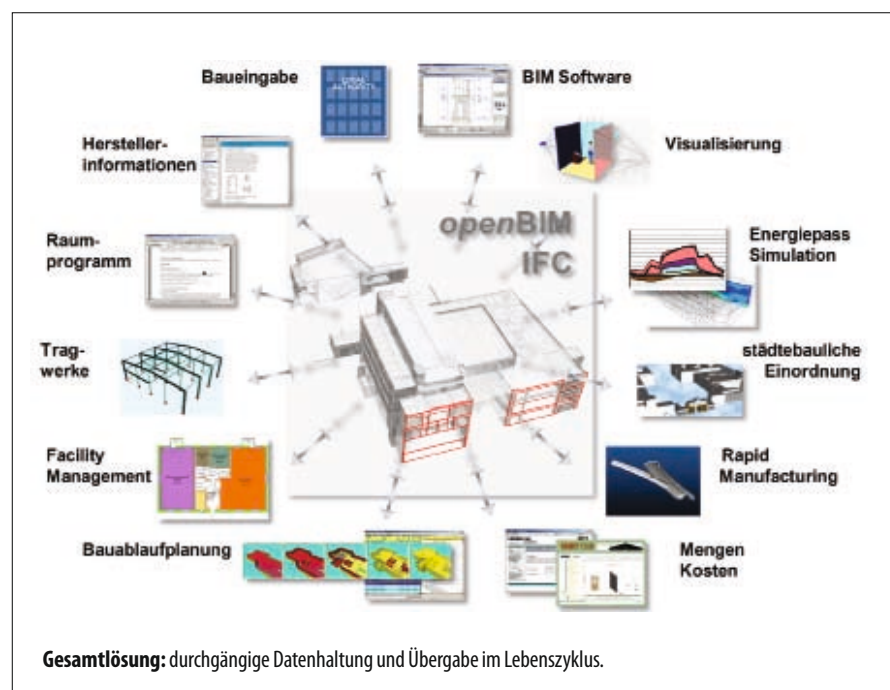 Baueingabe
BIM Software
Hersteller-
informationen
Visualisierung
openBIM
IFC
Raum-
programm
Energiepass
Simulation
Trag-
werke
städtebauliche
Einordnung
Facility
Management
Rapid
Manufacturing
Bauablaufplanung
Mengen
Kosten
Gesamtlösung: durchgängige Datenhaltung und Übergabe im Lebenszyklus.